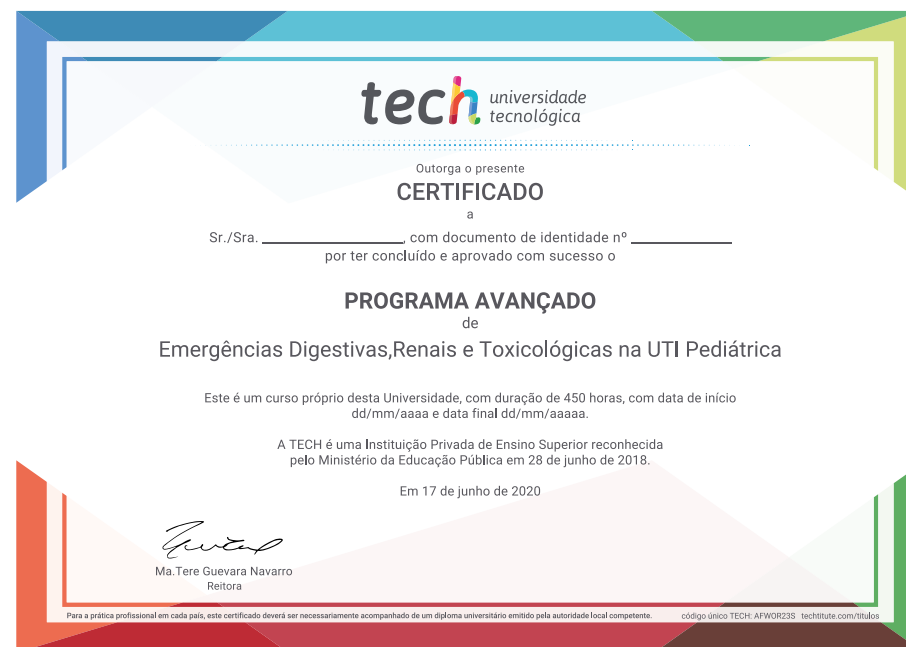 tech universidade
tecnológica
Outorga o presente
CERTIFICADO
a
Sr./Sra. ____________, com documento de identidade nº ____________
por ter concluído e aprovado com sucesso o
PROGRAMA AVANÇADO
de
Emergências Digestivas,Renais e Toxicológicas na UTI Pediátrica
Este é um curso próprio desta Universidade, com duração de 450 horas, com data de início
dd/mm/aaaa e data final dd/mm/aaaaa.
A TECH é uma Instituição Privada de Ensino Superior reconhecida
pelo Ministério da Educação Pública em 28 de junho de 2018.
Em 17 de junho de 2020
Ma.Tere Guevara Navarro
Reitora
Para a prática profissional em cada país, este certificado deverá ser necessariamente acompanhado de um diploma universitário emitido pela autoridade local competente. código único TECH: AFWOR23S techtitute.com/titulos